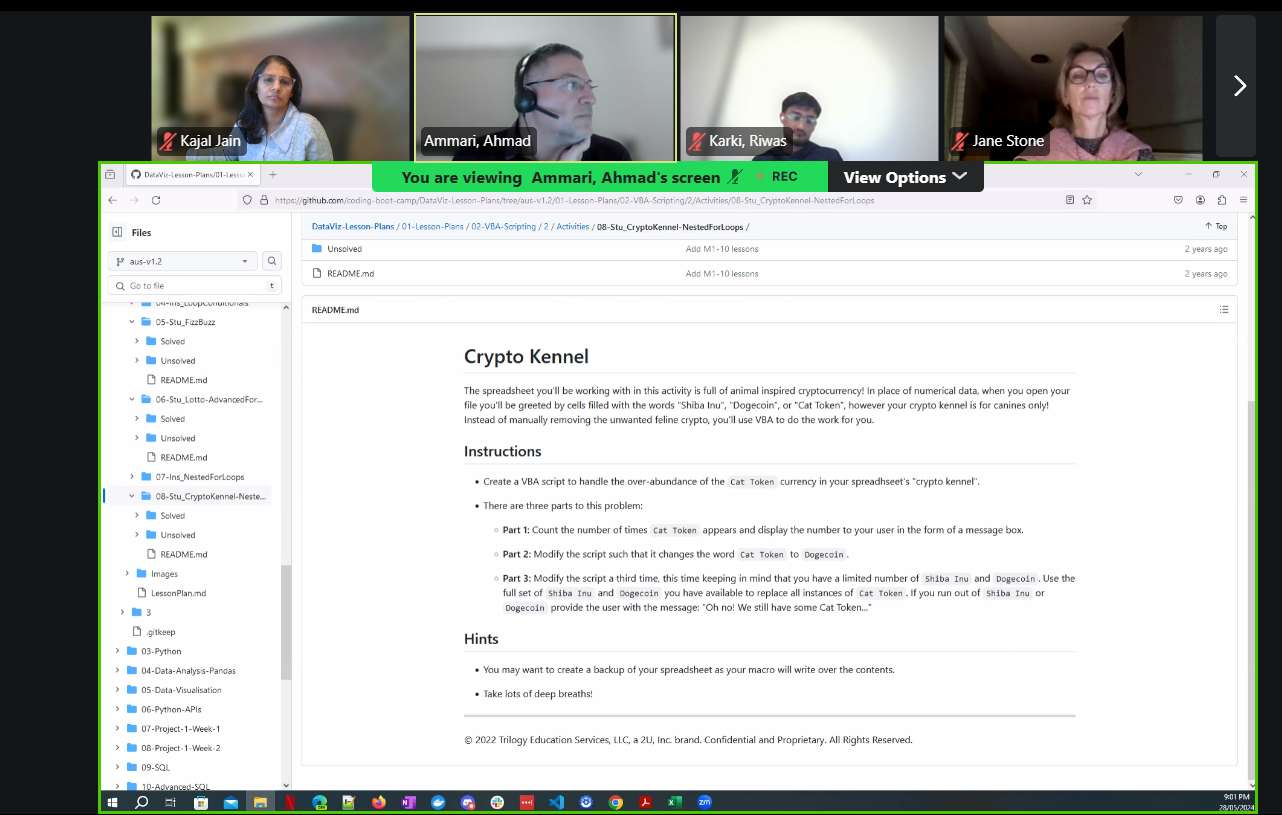 Kajal Jain
Ammari, Ahmad
Karki, Riwas
Jane Stone
You are viewing Ammari, Ahmad's screen
REC
View Options
DataViz-Lesson-Plans/01-Lesson
https://github.com/coding-boot-camp/DataViz-Lesson-Plans/tree/aus-v1.2/01-Lesson-Plans/02-VBA-Scripting/2/Activities/08-Stu_CryptoKennel-NestedForLoops
Files
aus-v1.2
Go to file
t
04-Ins_LoopConditionals
05-Stu_FizzBuzz
Solved
Unsolved
README.md
06-Stu_Lotto-AdvancedFor...
Solved
Unsolved
README.md
07-Ins_NestedForLoops
08-Stu_CryptoKennel-Neste...
Solved
Unsolved
README.md
Images
LessonPlan.md
3
.gitkeep
03-Python
04-Data-Analysis-Pandas
05-Data-Visualisation
06-Python-APIs
07-Project-1-Week-1
08-Project-1-Week-2
09-SQL
10-Advanced-SQL
DataViz-Lesson-Plans / 01-Lesson-Plans / 02-VBA-Scripting / 2 / Activities / 08-Stu_CryptoKennel-NestedForLoops /
Top
Unsolved Add M1-10 lessons 2 years ago
README.md Add M1-10 lessons 2 years ago
README.md
Crypto Kennel
The spreadsheet you'll be working with in this activity is full of animal inspired cryptocurrency! In place of numerical data, when you open your
file you'll be greeted by cells filled with the words "Shiba Inu", "Dogecoin", or "Cat Token", however your crypto kennel is for canines only!
Instead of manually removing the unwanted feline crypto, you'll use VBA to do the work for you.
Instructions
• Create a VBA script to handle the over-abundance of the Cat Token currency in your spreadhseet's "crypto kennel".
• There are three parts to this problem:
Part 1: Count the number of times Cat Token appears and display the number to your user in the form of a message box.
Part 2: Modify the script such that it changes the word Cat Token to Dogecoin.
Part 3: Modify the script a third time, this time keeping in mind that you have a limited number of Shiba Inu and Dogecoin. Use the
full set of Shiba Inu and Dogecoin you have available to replace all instances of Cat Token. If you run out of Shiba Inu or
Dogecoin provide the user with the message: "Oh no! We still have some Cat Token..."
Hints
• You may want to create a backup of your spreadsheet as your macro will write over the contents.
• Take lots of deep breaths!
© 2022 Trilogy Education Services, LLC, a 2U, Inc. brand. Confidential and Proprietary. All Rights Reserved.
zm
9:01 PM
28/05/2024